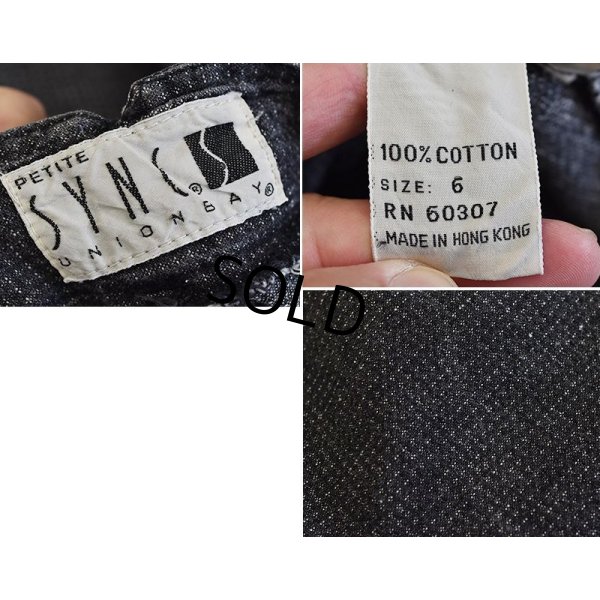 PETITE
SYNC® S
UNIONBAY®
100% COTTON
SIZE: 6
RN 60307
MADE IN HONG KONG
SOLD